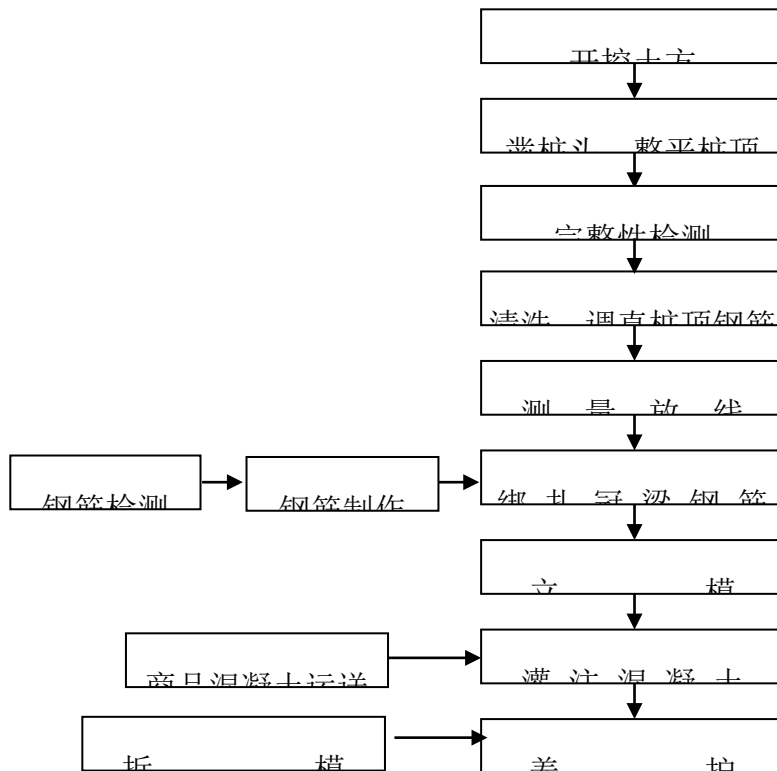 开挖土方
凿桩头、整平桩顶
完整性检测
清洗、调直桩顶钢筋
测 量 放 线
钢筋检测
钢筋制作
绑 扎 冠 梁 钢 筋
立 模
商品混凝土运送
灌 注 混 凝 土
拆 模
养 护